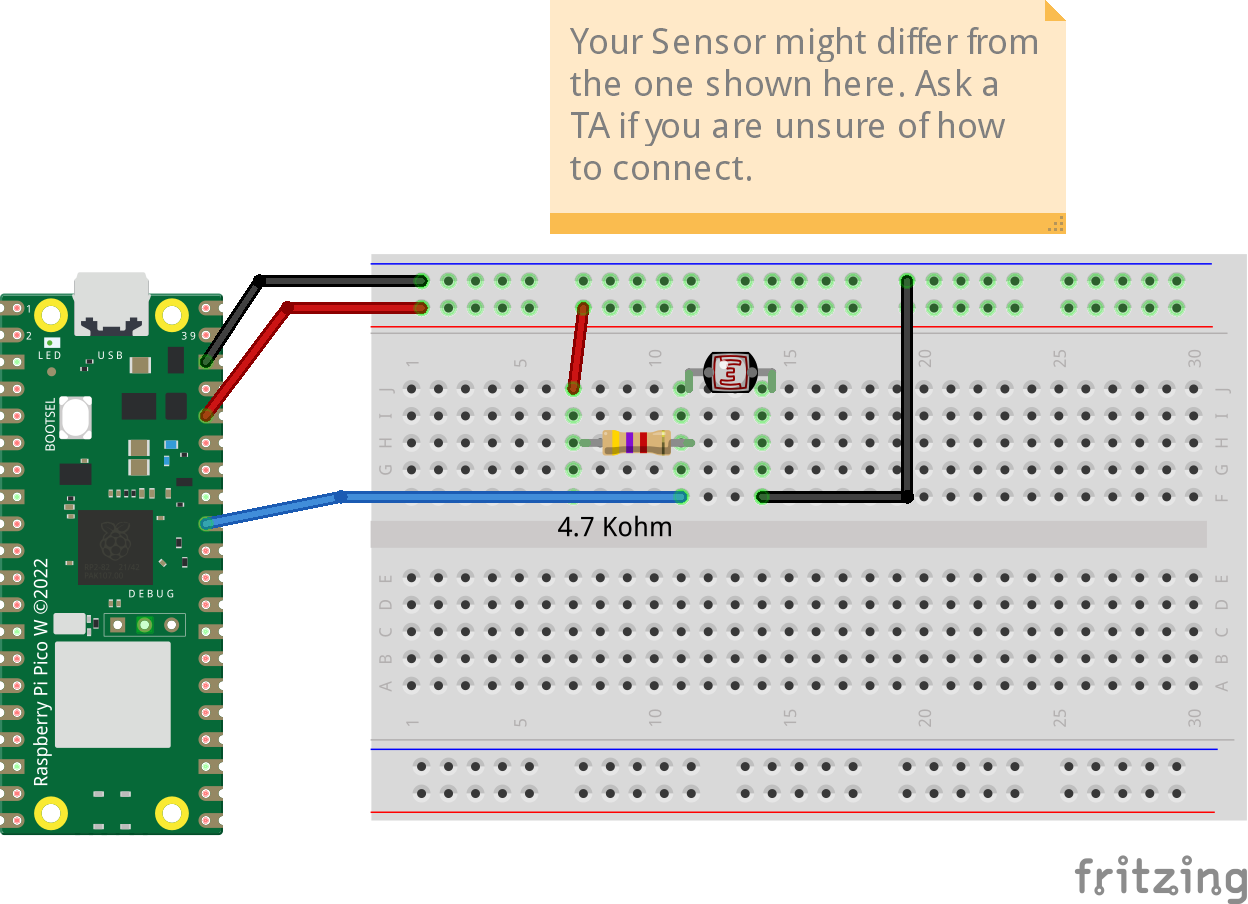 Your Sensor might differ from
the one shown here. Ask a
TA if you are unsure of how
to connect.
1
2
39
LED
USB
BOOTSEL
DEBUG
Raspberry Pi Pico W ©2022
1 5 10 15 20 25 30
J J
I I
H H
G G
F F
4.7 Kohm
E E
D D
C C
B B
A A
1 5 10 15 20 25 30
fritzing